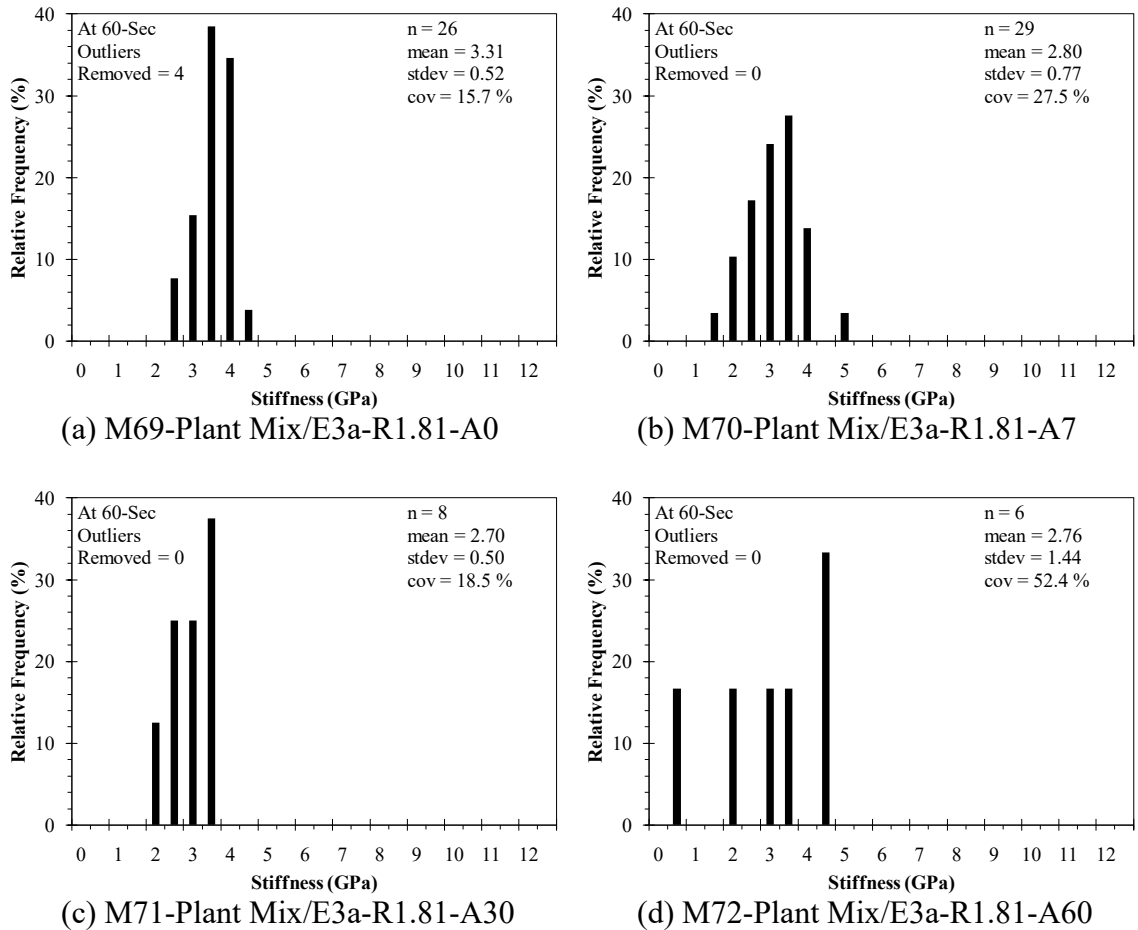 40
30
20
10
0
Relative Frequency (%)
At 60-Sec
Outliers
Removed = 4
n = 26
mean = 3.31
stdev = 0.52
cov = 15.7 %
0 1 2 3 4 5 6 7 8 9 10 11 12
Stiffness (GPa)
(a) M69-Plant Mix/E3a-R1.81-A0
40
30
20
10
0
Relative Frequency (%)
At 60-Sec
Outliers
Removed = 0
n = 29
mean = 2.80
stdev = 0.77
cov = 27.5 %
0 1 2 3 4 5 6 7 8 9 10 11 12
Stiffness (GPa)
(b) M70-Plant Mix/E3a-R1.81-A7
40
30
20
10
0
Relative Frequency (%)
At 60-Sec
Outliers
Removed = 0
n = 8
mean = 2.70
stdev = 0.50
cov = 18.5 %
0 1 2 3 4 5 6 7 8 9 10 11 12
Stiffness (GPa)
(c) M71-Plant Mix/E3a-R1.81-A30
40
30
20
10
0
Relative Frequency (%)
At 60-Sec
Outliers
Removed = 0
n = 6
mean = 2.76
stdev = 1.44
cov = 52.4 %
0 1 2 3 4 5 6 7 8 9 10 11 12
Stiffness (GPa)
(d) M72-Plant Mix/E3a-R1.81-A60